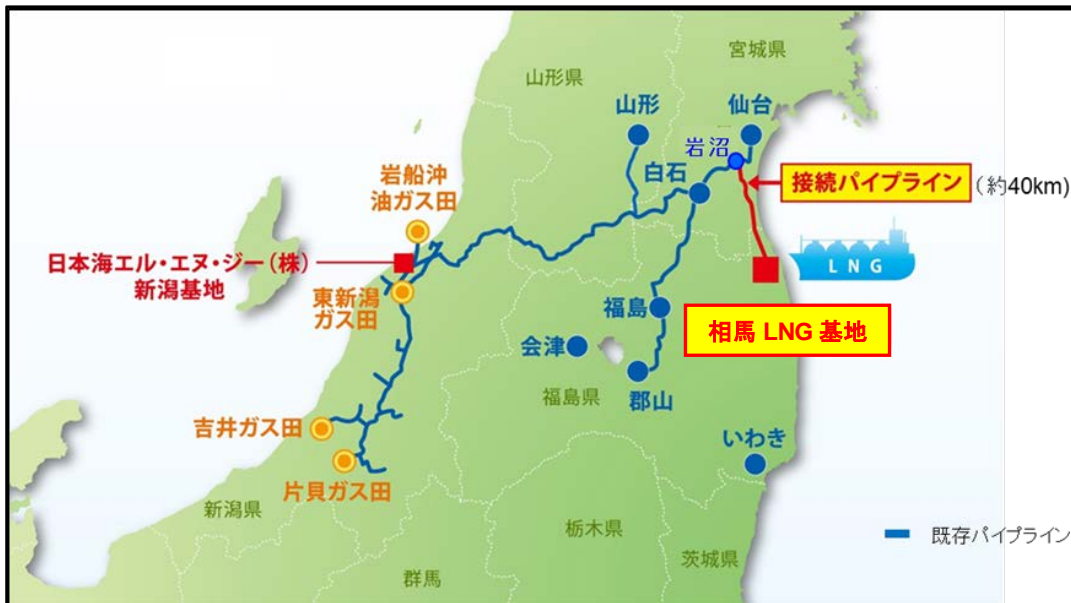 宮城県
山形県
山形
仙台
岩沼
白石
接続パイプライン
(約40km)
岩船沖
油ガス田
日本海エル・エヌ・ジー(株)
新潟基地
LNG
東新潟
ガス田
福島
相馬 LNG 基地
会津
福島県
郡山
吉井ガス田
いわき
片貝ガス田
新潟県
栃木県
既存パイプライン
茨城県
群馬